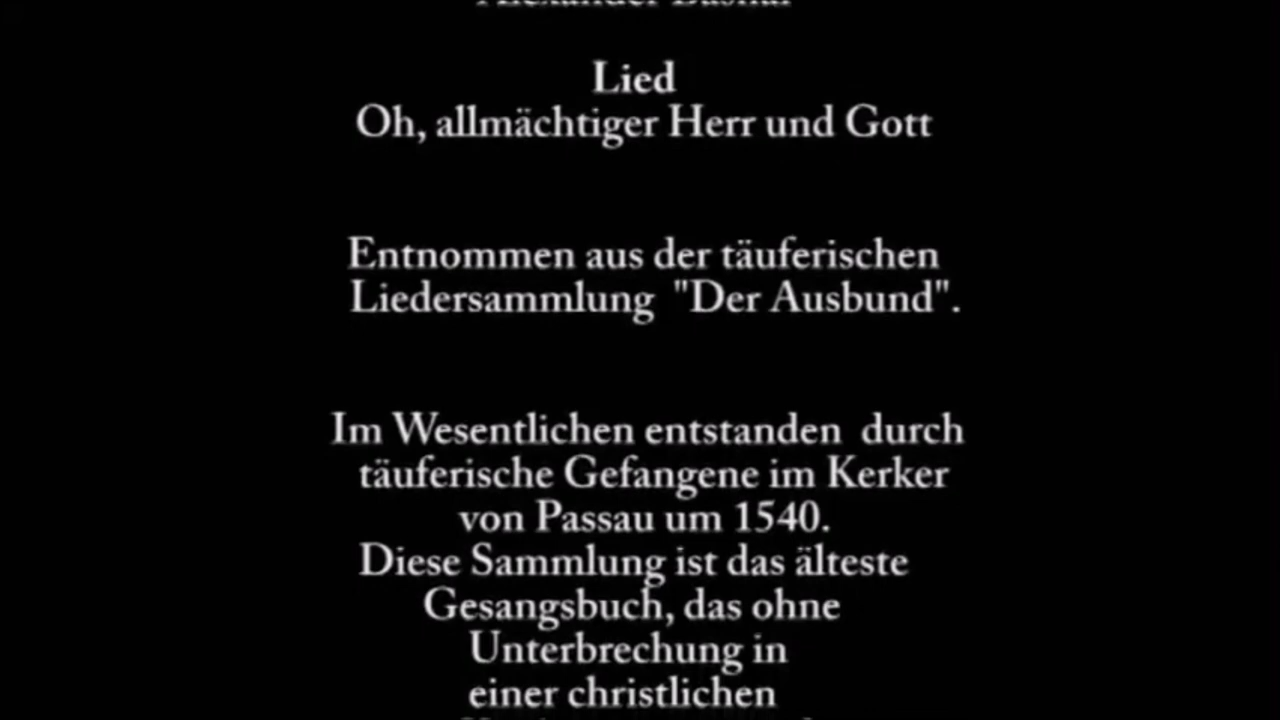 Lied
Oh, allmächtiger Herr und Gott
Entnommen aus der täuferischen
Liedersammlung "Der Ausbund".
Im Wesentlichen entstanden durch
täuferische Gefangene im Kerker
von Passau um 1540.
Diese Sammlung ist das älteste
Gesangsbuch, das ohne
Unterbrechung in
einer christlichen